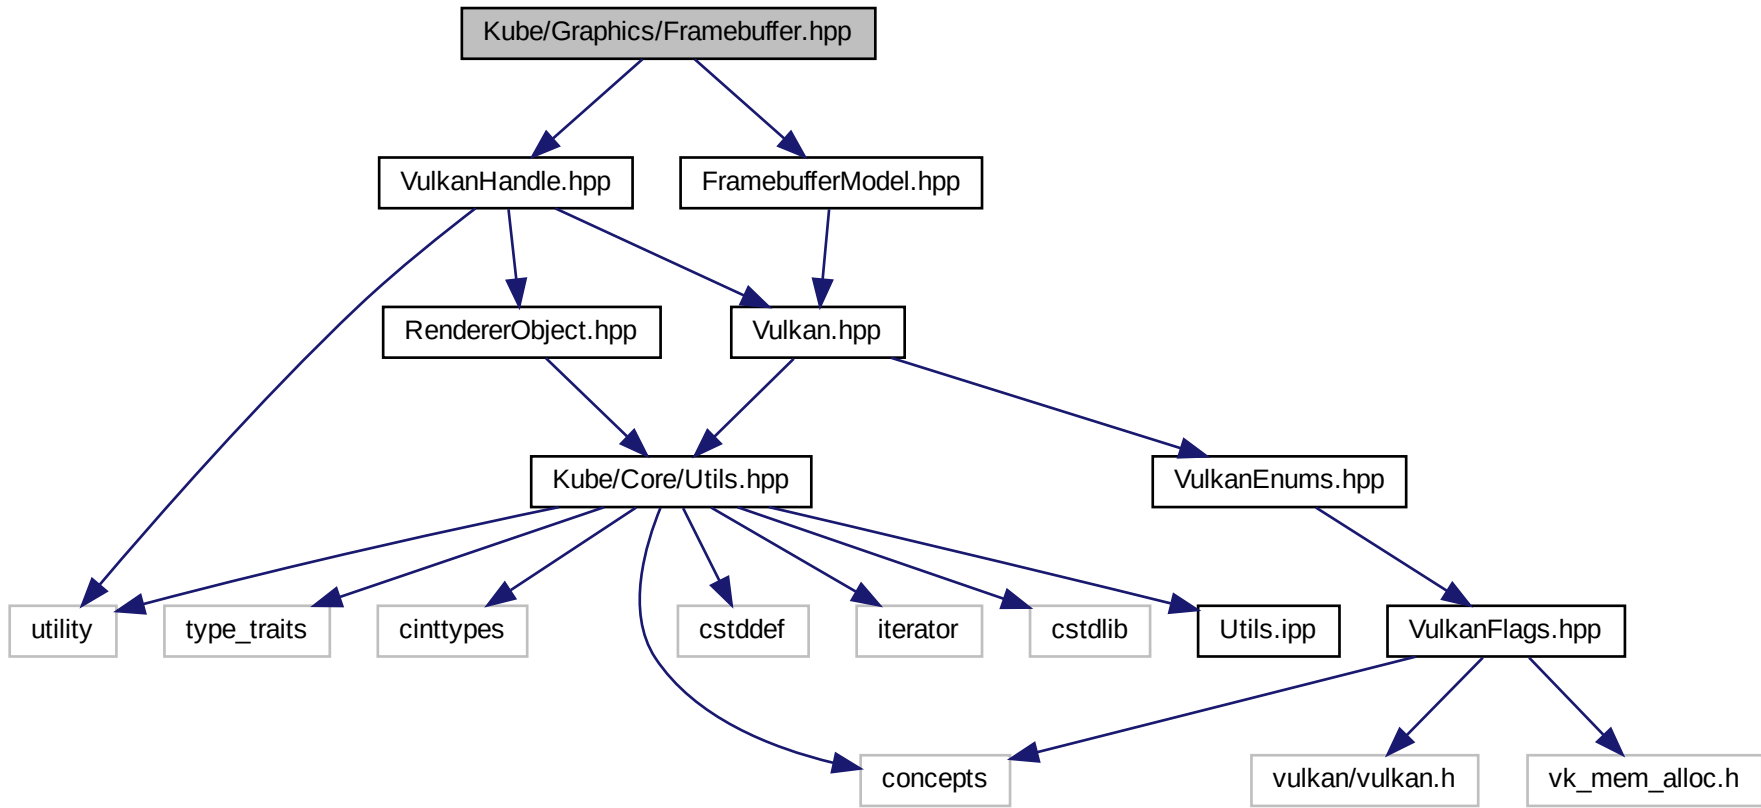 Kube/Graphics/Framebuffer.hpp
VulkanHandle.hpp
FramebufferModel.hpp
RendererObject.hpp
Vulkan.hpp
Kube/Core/Utils.hpp
VulkanEnums.hpp
utility
type_traits
cinttypes
cstddef
iterator
cstdlib
Utils.ipp
VulkanFlags.hpp
concepts
vulkan/vulkan.h
vk_mem_alloc.h